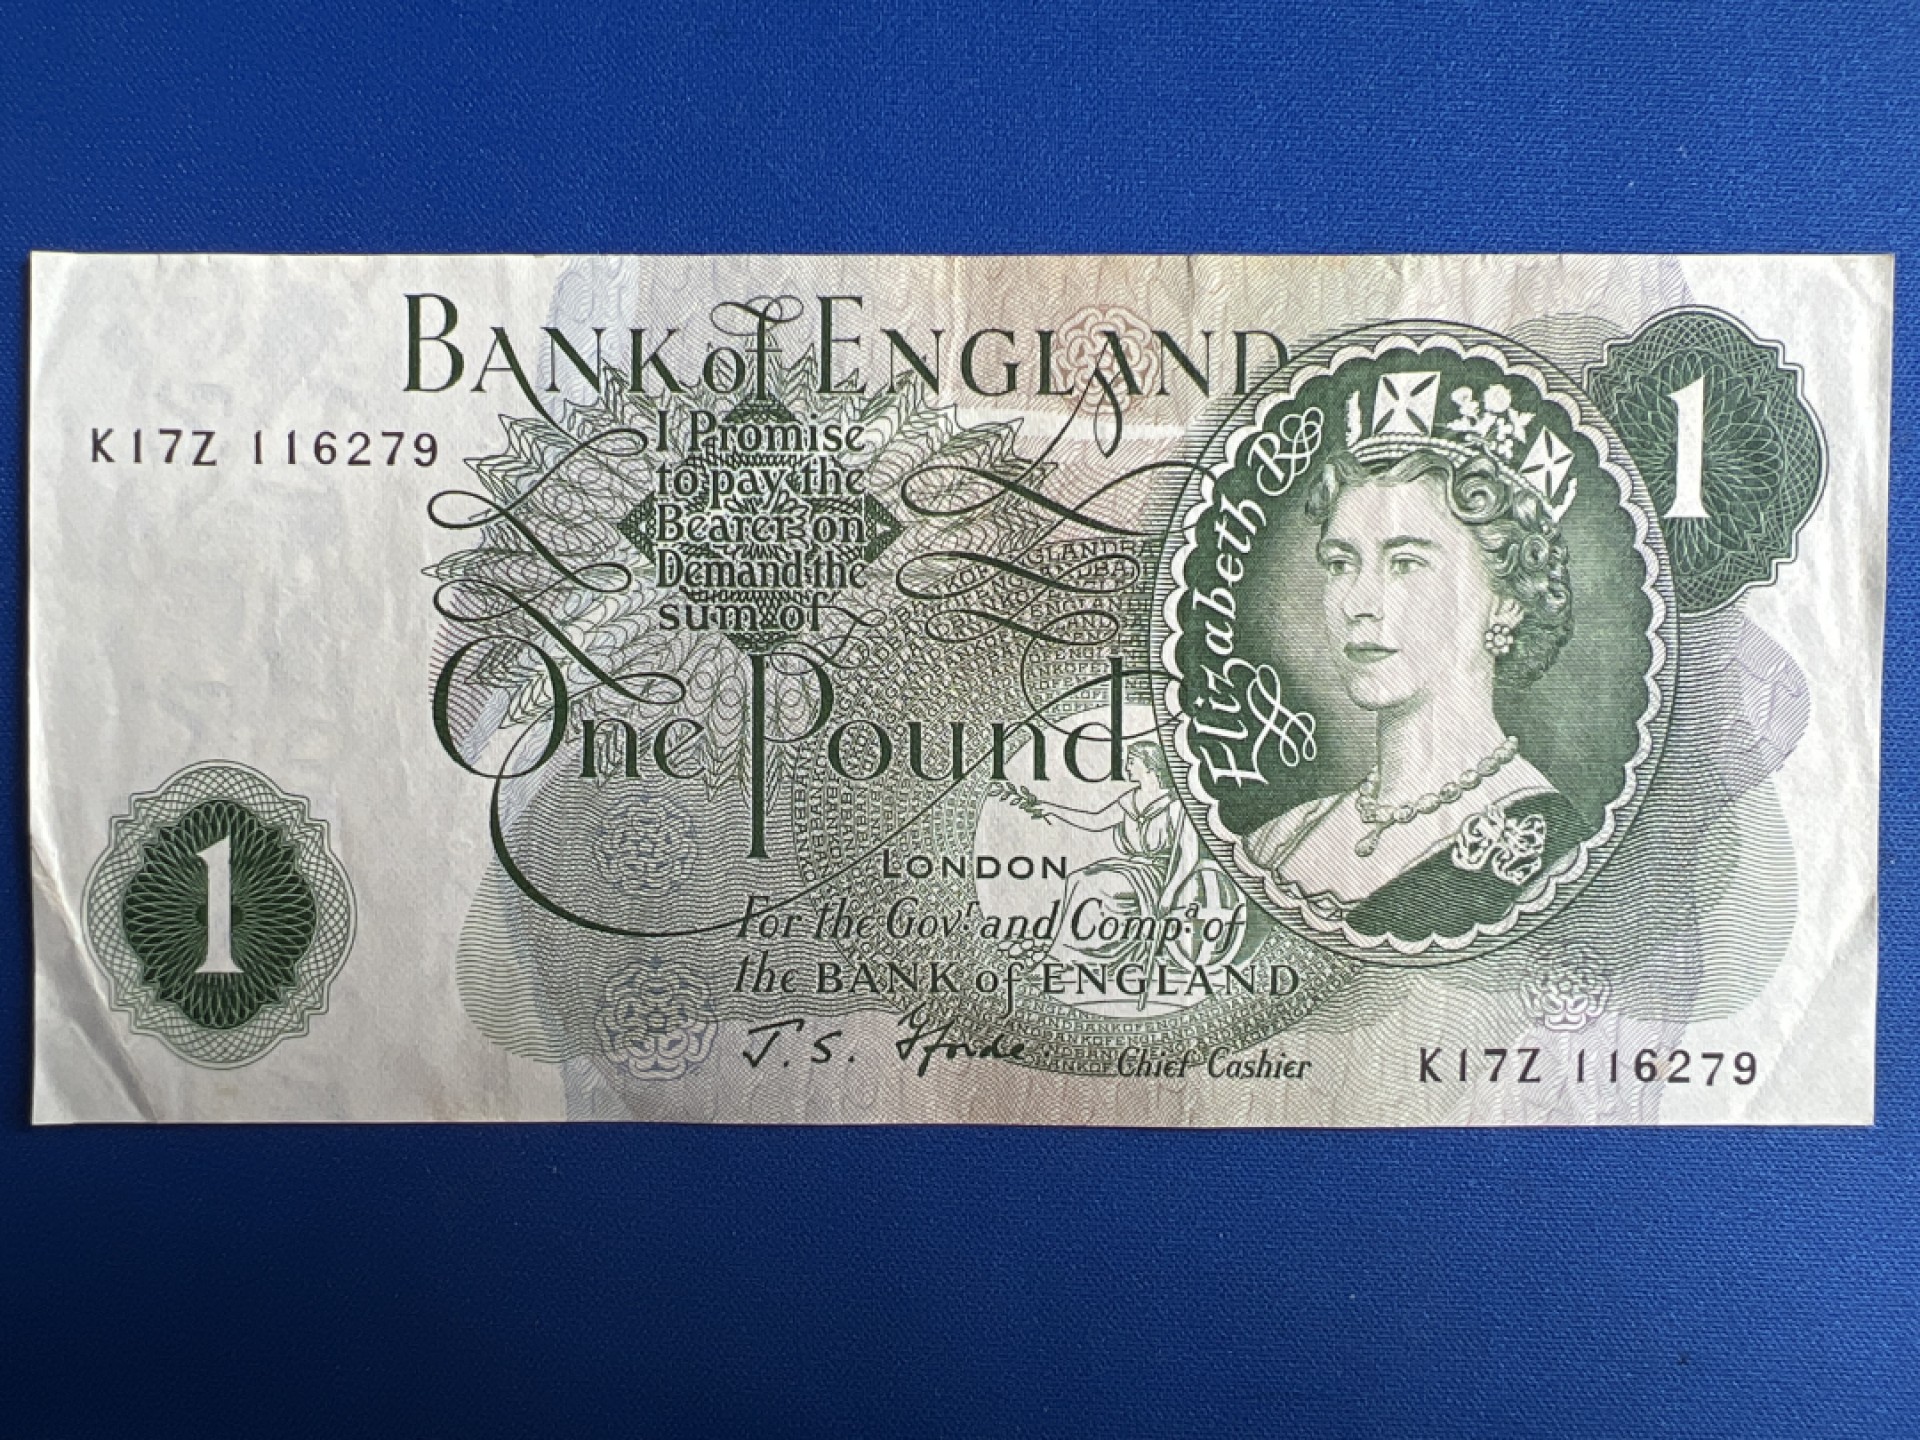 BANK of ENGLAND
K17Z 116279
I Promise
to pay the
Bearer on
Demand the
sum of
One Pound
Elizabeth R
1
1
LONDON
For the Govr. and Compa. of
the BANK of ENGLAND
J. S. Fforde.
Chief Cashier
K17Z 116279